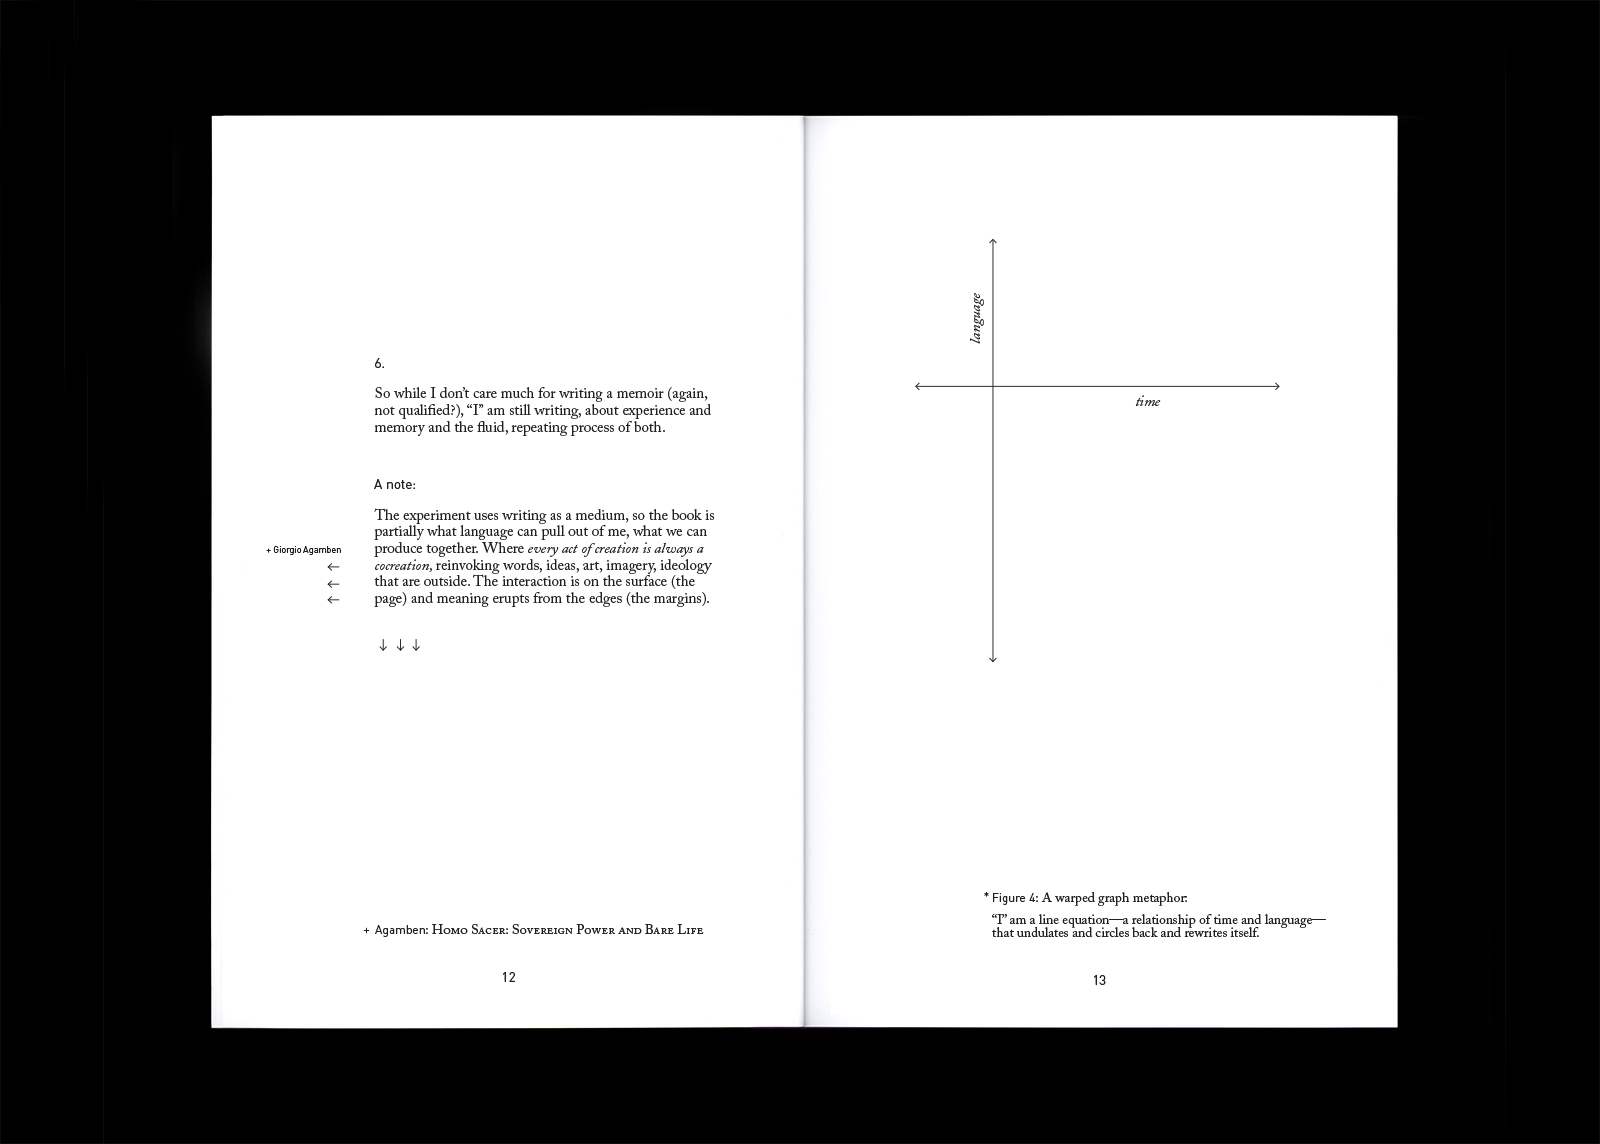 6.
So while I don’t care much for writing a memoir (again,
not qualified?), “I” am still writing, about experience and
memory and the fluid, repeating process of both.
A note:
The experiment uses writing as a medium, so the book is
partially what language can pull out of me, what we can
produce together. Where every act of creation is always a
cocreation, reinvoking words, ideas, art, imagery, ideology
that are outside. The interaction is on the surface (the
page) and meaning erupts from the edges (the margins).
+ Giorgio Agamben
←
←
←
↓ ↓ ↓
+ Agamben: Homo Sacer: Sovereign Power and Bare Life
12
language
time
* Figure 4: A warped graph metaphor:
“I” am a line equation—a relationship of time and language—
that undulates and circles back and rewrites itself.
13